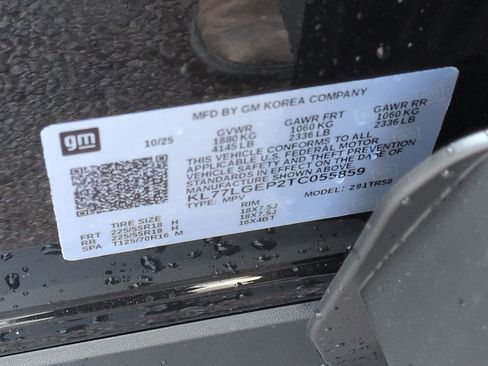 MFD BY GM KOREA COMPANY
gm 10/25
GVWR GAWR FRT GAWR RR
1880 KG 1060 KG 1060 KG
4145 LB 2336 LB 2336 LB
THIS VEHICLE CONFORMS TO ALL
APPLICABLE U.S. FEDERAL MOTOR
VEHICLE SAFETY AND THEFT PREVENTION
STANDARDS IN EFFECT ON THE DATE OF
MANUFACTURE SHOWN ABOVE.
KL77LGEP2TC055859
TYPE: MPV MODEL: 291TR58
TIRE SIZE RIM
FRT 225/55R18 H 18X7.5J
RR 225/55R18 H 18X7.5J
SPA T125/70R16 M 16X4BT